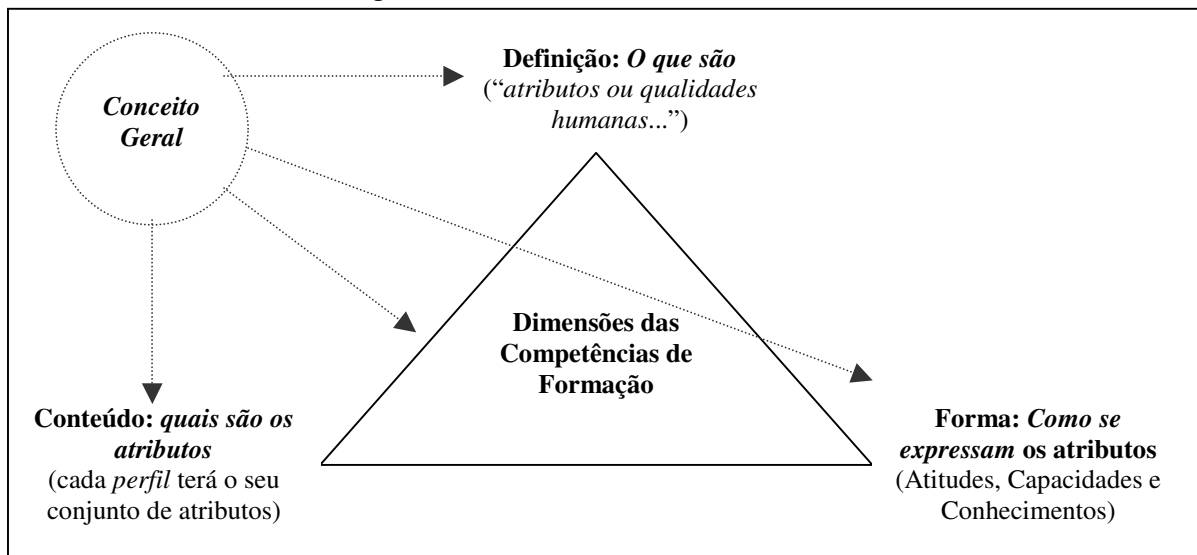 Conceito
Geral
Definição: O que são
(“atributos ou qualidades
humanas...”)
Dimensões das
Competências de
Formação
Conteúdo: quais são os
atributos
(cada perfil terá o seu
conjunto de atributos)
Forma: Como se
expressam os atributos
(Atitudes, Capacidades e
Conhecimentos)